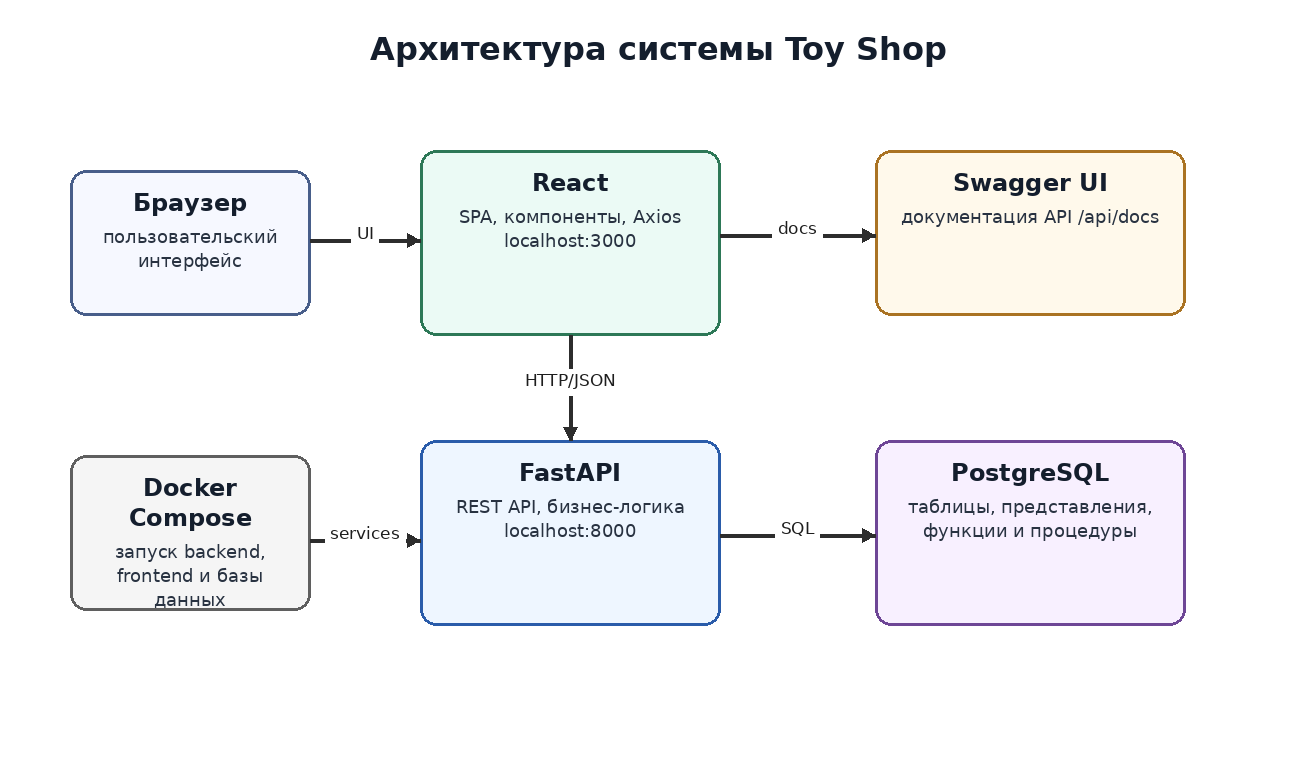 Архитектура системы Toy Shop
Браузер
пользовательский
интерфейс
UI
React
SPA, компоненты, Axios
localhost:3000
docs
Swagger UI
документация API /api/docs
HTTP/JSON
Docker
Compose
запуск backend,
frontend и базы
данных
services
FastAPI
REST API, бизнес-логика
localhost:8000
SQL
PostgreSQL
таблицы, представления,
функции и процедуры